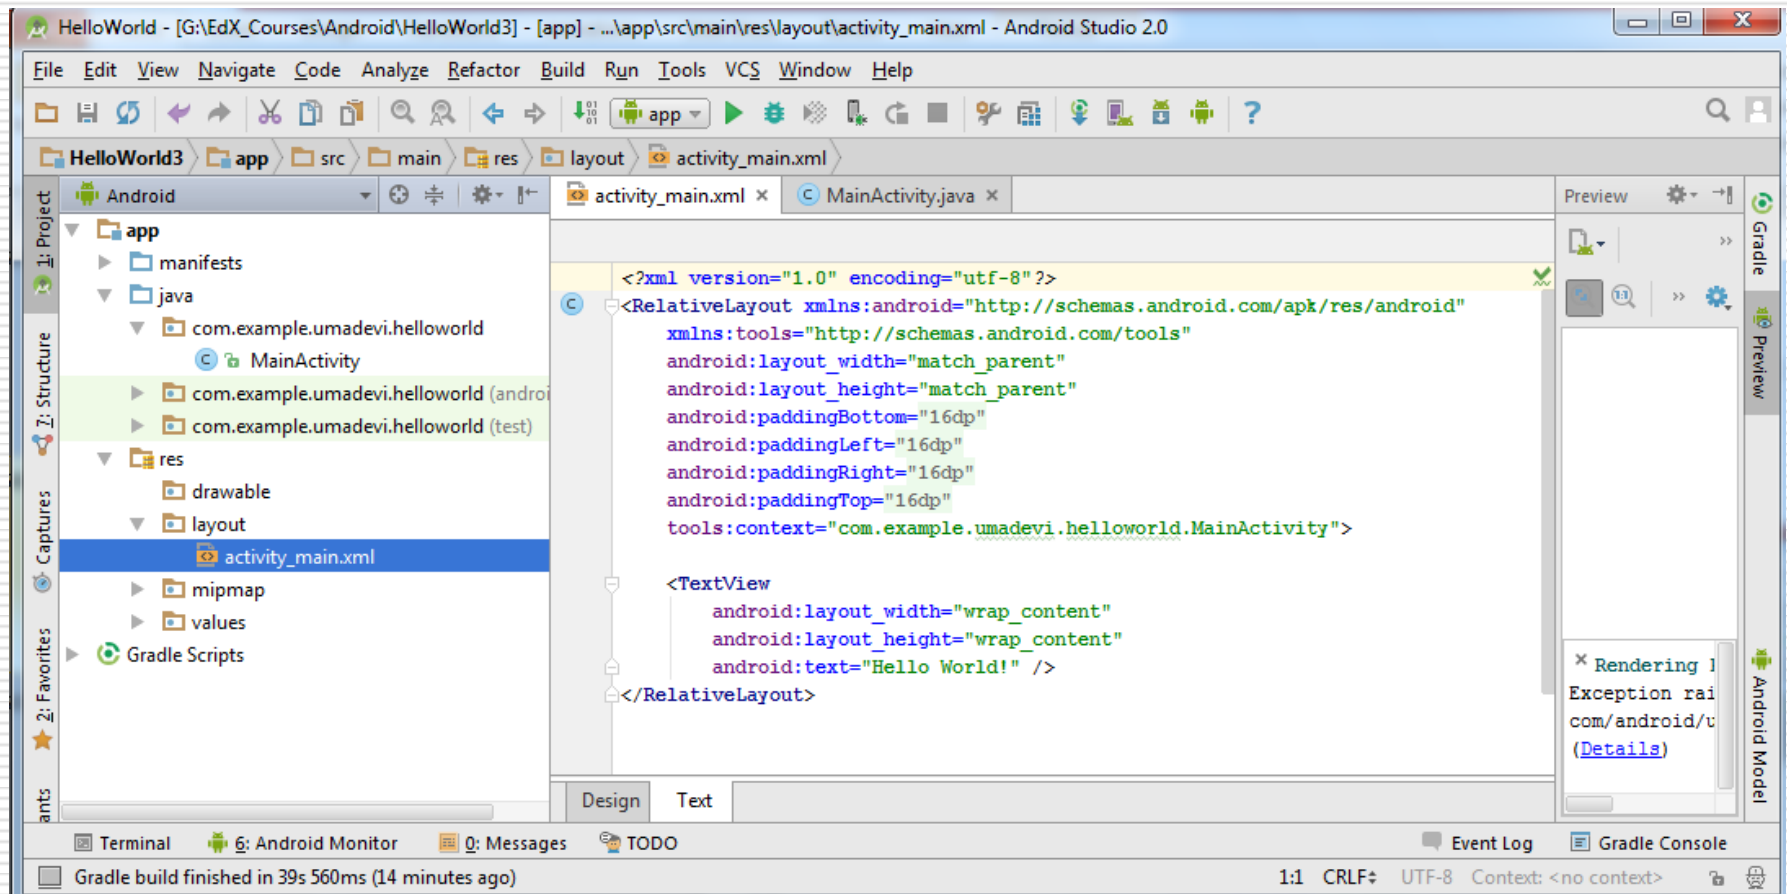 HelloWorld - [G:\EdX_Courses\Android\HelloWorld3] - [app] - ...\app\src\main\res\layout\activity_main.xml - Android Studio 2.0
File Edit View Navigate Code Analyze Refactor Build Run Tools VCS Window Help
app
HelloWorld3 app src main res layout activity_main.xml
Android
activity_main.xml
MainActivity.java
Preview
1: Project
7: Structure
Captures
2: Favorites
ants
app
manifests
java
com.example.umadevi.helloworld
MainActivity
com.example.umadevi.helloworld (androi
com.example.umadevi.helloworld (test)
res
drawable
layout
activity_main.xml
mipmap
values
Gradle Scripts
<?xml version="1.0" encoding="utf-8"?>
<RelativeLayout xmlns:android="http://schemas.android.com/apk/res/android"
xmlns:tools="http://schemas.android.com/tools"
android:layout_width="match_parent"
android:layout_height="match_parent"
android:paddingBottom="16dp"
android:paddingLeft="16dp"
android:paddingRight="16dp"
android:paddingTop="16dp"
tools:context="com.example.umadevi.helloworld.MainActivity">
<TextView
android:layout_width="wrap_content"
android:layout_height="wrap_content"
android:text="Hello World!" />
</RelativeLayout>
Design Text
Rendering
Exception rai
com/android/u
(Details)
Gradle
Preview
Android Model
Terminal 6: Android Monitor 0: Messages TODO Event Log Gradle Console
Gradle build finished in 39s 560ms (14 minutes ago) 1:1 CRLF UTF-8 Context: <no context>